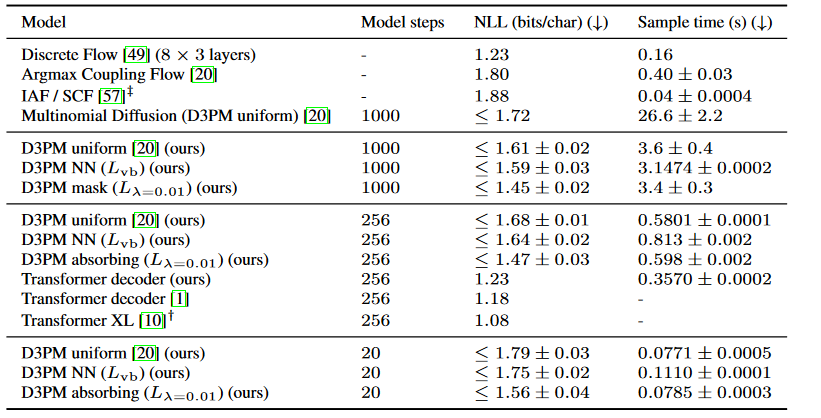 Model Model steps NLL (bits/char) (↓) Sample time (s) (↓)
Discrete Flow [49] (8 × 3 layers) - 1.23 0.16
Argmax Coupling Flow [20] - 1.80 0.40 ± 0.03
IAF / SCF [57]‡ - 1.88 0.04 ± 0.0004
Multinomial Diffusion (D3PM uniform) [20] 1000 ≤ 1.72 26.6 ± 2.2
D3PM uniform [20] (ours) 1000 ≤ 1.61 ± 0.02 3.6 ± 0.4
D3PM NN (Lvb) (ours) 1000 ≤ 1.59 ± 0.03 3.1474 ± 0.0002
D3PM mask (Lλ=0.01) (ours) 1000 ≤ 1.45 ± 0.02 3.4 ± 0.3
D3PM uniform [20] (ours) 256 ≤ 1.68 ± 0.01 0.5801 ± 0.0001
D3PM NN (Lvb) (ours) 256 ≤ 1.64 ± 0.02 0.813 ± 0.002
D3PM absorbing (Lλ=0.01) (ours) 256 ≤ 1.47 ± 0.03 0.598 ± 0.002
Transformer decoder (ours) 256 1.23 0.3570 ± 0.0002
Transformer decoder [1] 256 1.18 -
Transformer XL [10]† 256 1.08 -
D3PM uniform [20] (ours) 20 ≤ 1.79 ± 0.03 0.0771 ± 0.0005
D3PM NN (Lvb) (ours) 20 ≤ 1.75 ± 0.02 0.1110 ± 0.0001
D3PM absorbing (Lλ=0.01) (ours) 20 ≤ 1.56 ± 0.04 0.0785 ± 0.0003